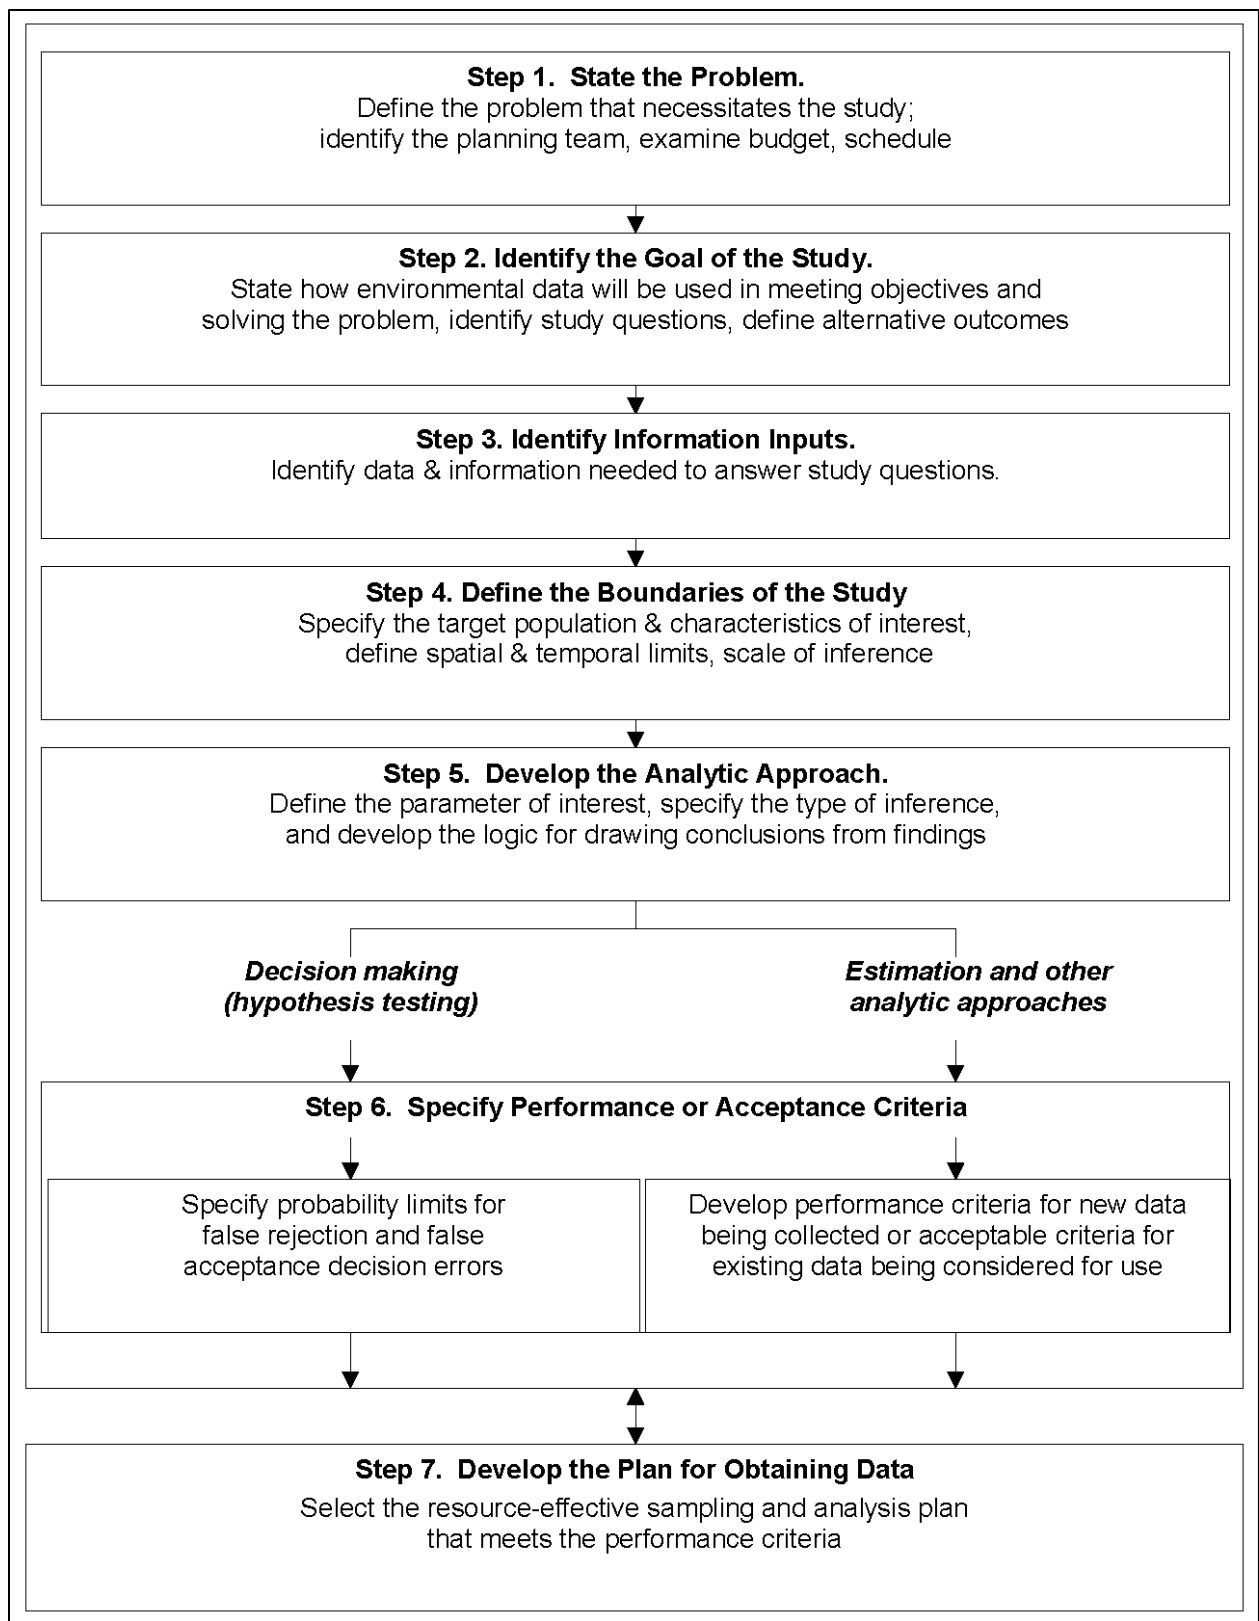 Step 1.  State the Problem.
Define the problem that necessitates the study;
identify the planning team, examine budget, schedule
Step 2. Identify the Goal of the Study.
State how environmental data will be used in meeting objectives and
solving the problem, identify study questions, define alternative outcomes
Step 3. Identify Information Inputs.
Identify data & information needed to answer study questions.
Step 4. Define the Boundaries of the Study
Specify the target population & characteristics of interest,
define spatial & temporal limits, scale of inference
Step 5.  Develop the Analytic Approach.
Define the parameter of interest, specify the type of inference,
and develop the logic for drawing conclusions from findings
Decision making
(hypothesis testing)
Estimation and other
analytic approaches
Step 6.  Specify Performance or Acceptance Criteria
Specify probability limits for
false rejection and false
acceptance decision errors
Develop performance criteria for new data
being collected or acceptable criteria for
existing data being considered for use
Step 7.  Develop the Plan for Obtaining Data
Select the resource-effective sampling and analysis plan
that meets the performance criteria